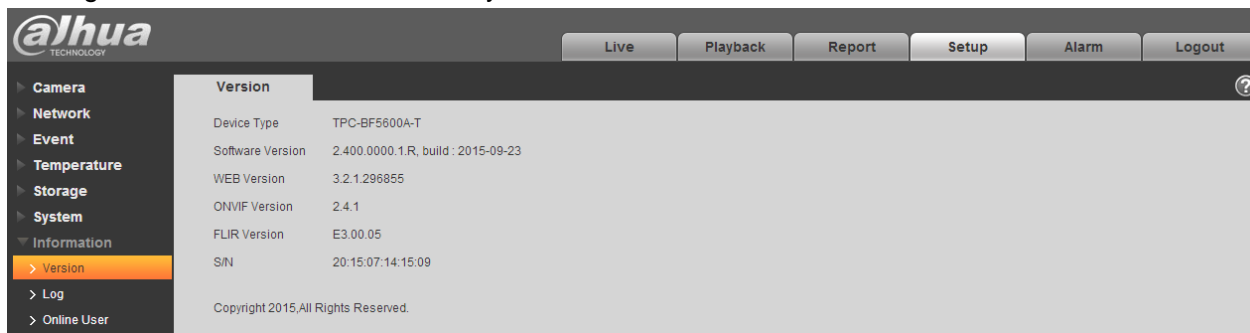 alhua
TECHNOLOGY
Live Playback Report Setup Alarm Logout
Camera
Network
Event
Temperature
Storage
System
Information
Version
Log
Online User
Version
?
Device Type TPC-BF5600A-T
Software Version 2.400.0000.1.R, build : 2015-09-23
WEB Version 3.2.1.296855
ONVIF Version 2.4.1
FLIR Version E3.00.05
S/N 20:15:07:14:15:09
Copyright 2015,All Rights Reserved.